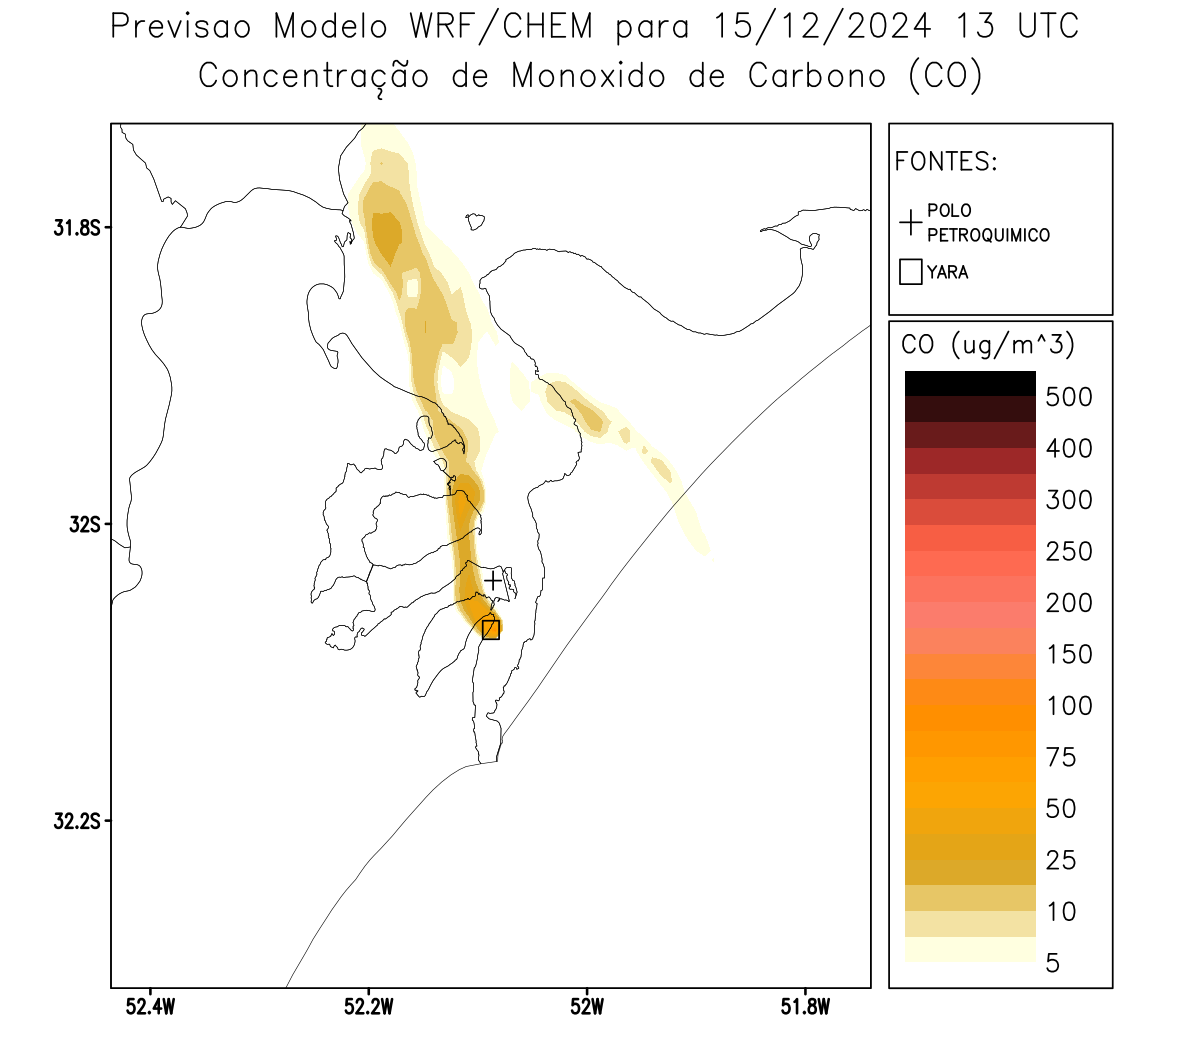 Previsao Modelo WRF/CHEM para 15/12/2024 13 UTC
Concentração de Monoxido de Carbono (CO)
FONTES:
POLO
PETROQUIMICO
YARA
CO (ug/m^3)
500
400
300
250
200
150
100
75
50
25
10
5
31.8S
32S
32.2S
52.4W
52.2W
52W
51.8W